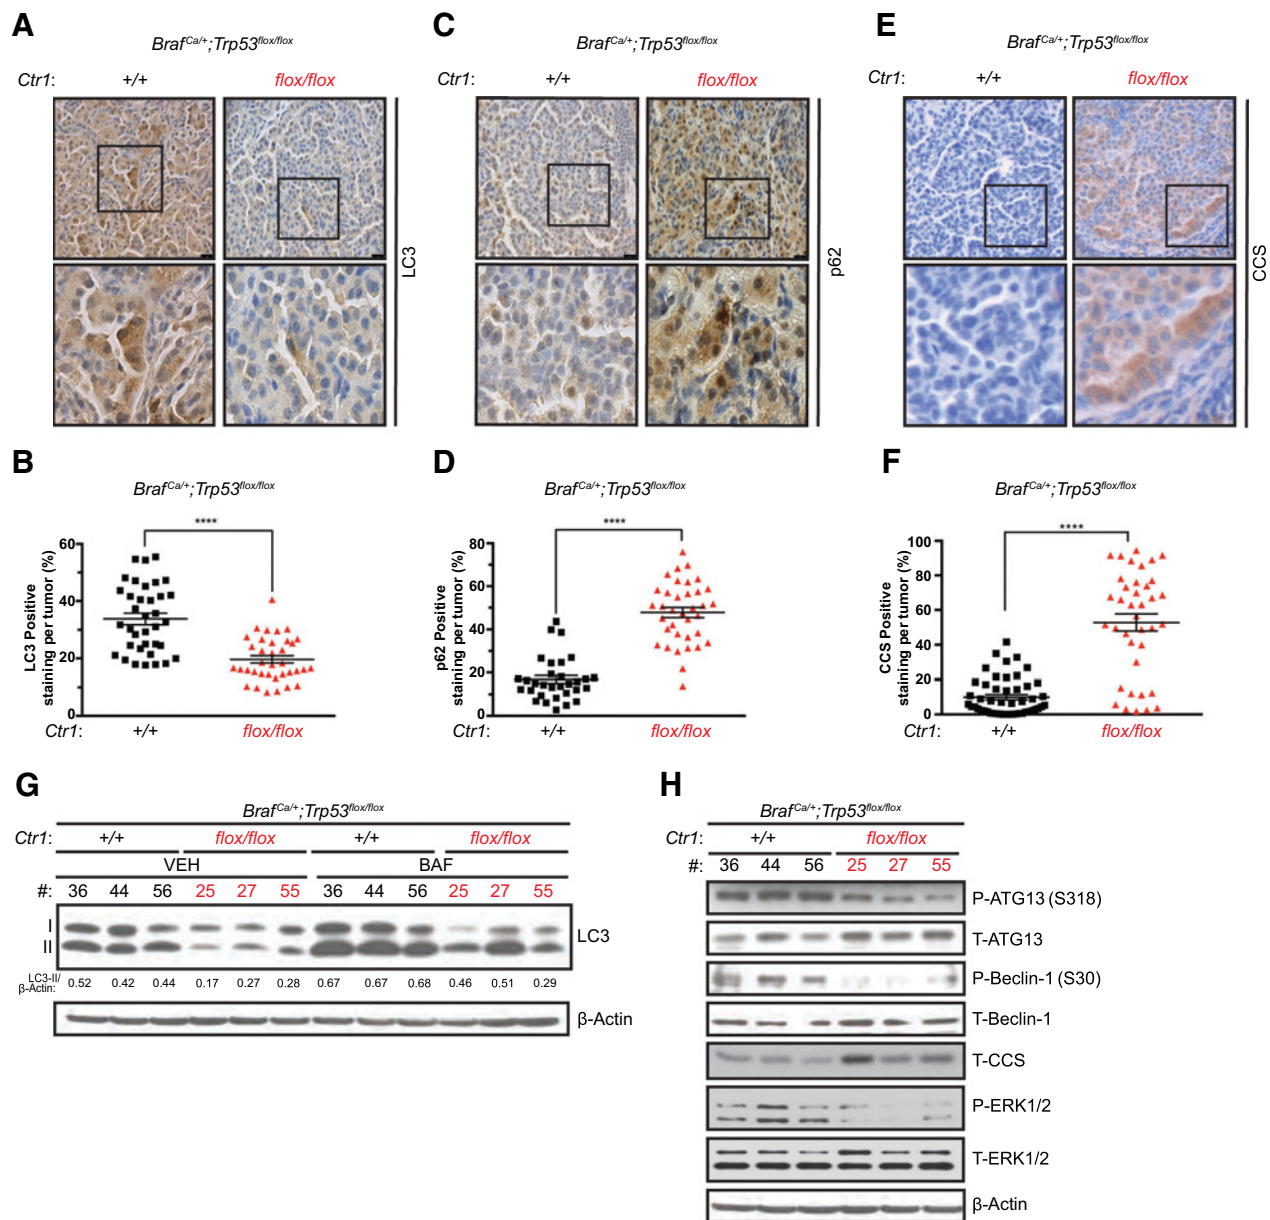 A C E
Braf^Ca/+;Trp53^flox/flox Braf^Ca/+;Trp53^flox/flox Braf^Ca/+;Trp53^flox/flox
Ctr1: +/+ flox/flox Ctr1: +/+ flox/flox Ctr1: +/+ flox/flox
LC3 p62 CCS
B D F
Braf^Ca/+;Trp53^flox/flox Braf^Ca/+;Trp53^flox/flox Braf^Ca/+;Trp53^flox/flox
LC3 Positive
staining per tumor (%)
60
40
20
0
****
Ctr1: +/+ flox/flox
p62 Positive
staining per tumor (%)
80
60
40
20
0
****
Ctr1: +/+ flox/flox
CCS Positive
staining per tumor (%)
100
80
60
40
20
0
****
Ctr1: +/+ flox/flox
G
Braf^Ca/+;Trp53^flox/flox
Ctr1: +/+ flox/flox +/+ flox/flox
VEH BAF
#: 36 44 56 25 27 55 36 44 56 25 27 55
I
II
LC3
LC3-II/
β-Actin: 0.52 0.42 0.44 0.17 0.27 0.28 0.67 0.67 0.68 0.46 0.51 0.29
β-Actin
H
Braf^Ca/+;Trp53^flox/flox
Ctr1: +/+ flox/flox
#: 36 44 56 25 27 55
P-ATG13 (S318)
T-ATG13
P-Beclin-1 (S30)
T-Beclin-1
T-CCS
P-ERK1/2
T-ERK1/2
β-Actin